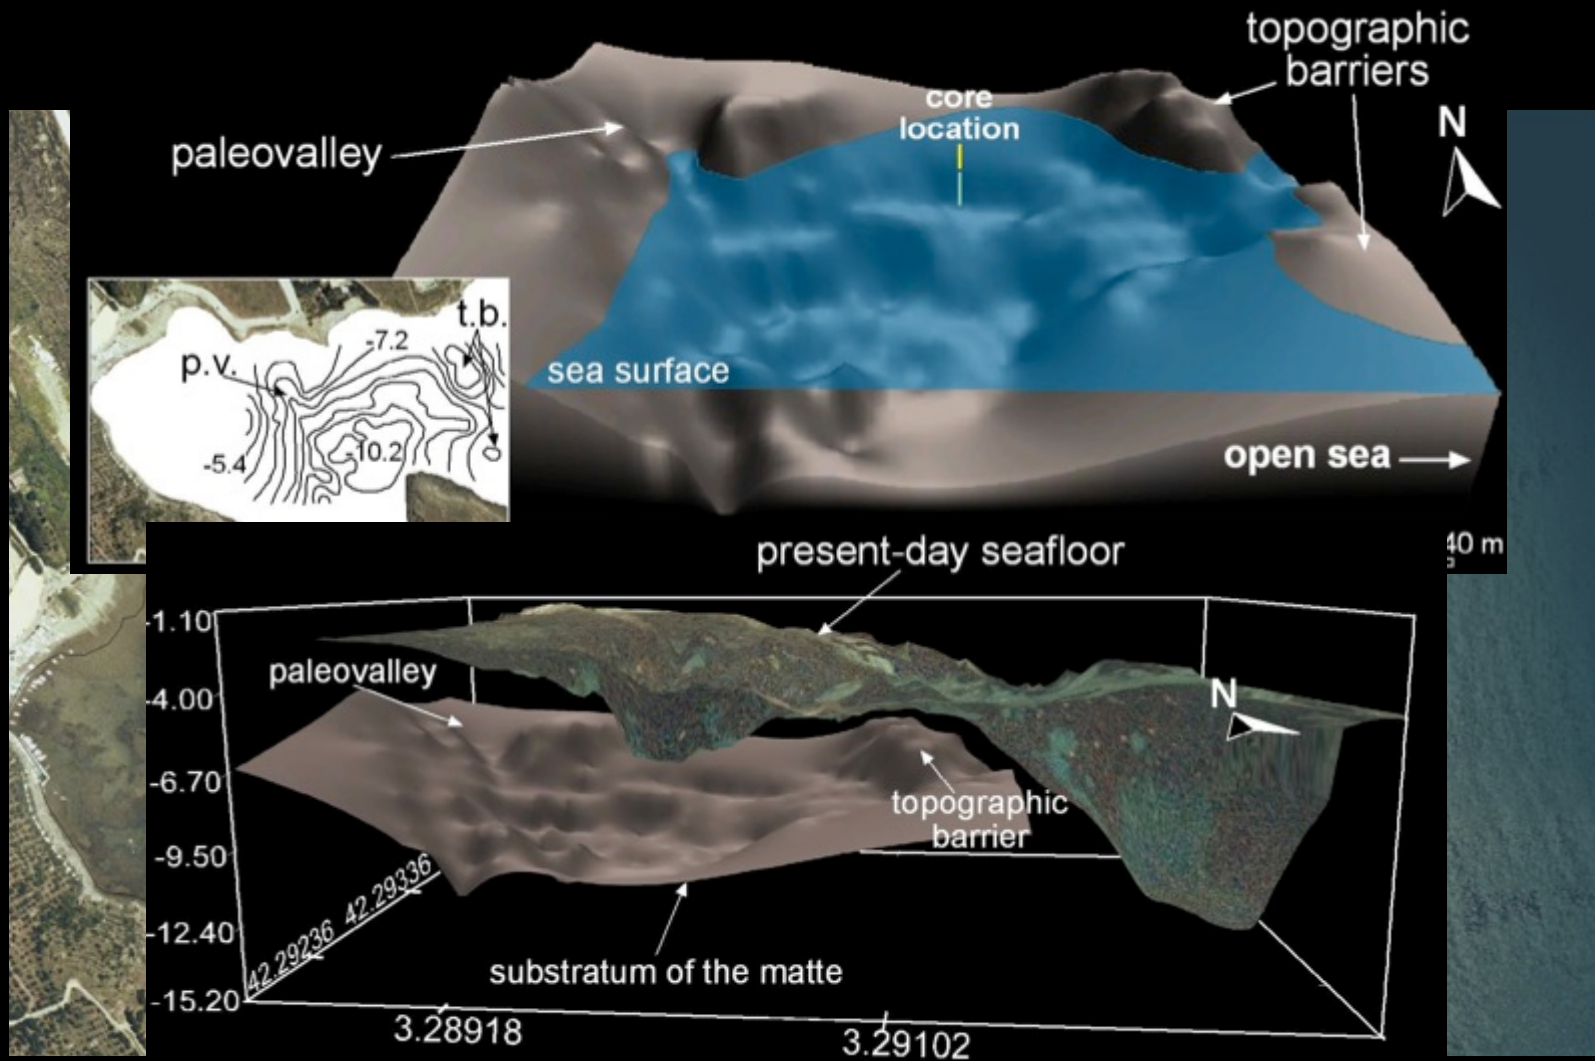 topographic
barriers
core
location
N
paleovalley
t.b.
-7.2
p.v.
-10.2
-5.4
sea surface
open sea
40 m
present-day seafloor
-1.10
paleovalley
-4.00
N
-6.70
topographic
barrier
-9.50
42.29336
-12.40
42.29236
substratum of the matte
-15.20
3.28918
3.29102